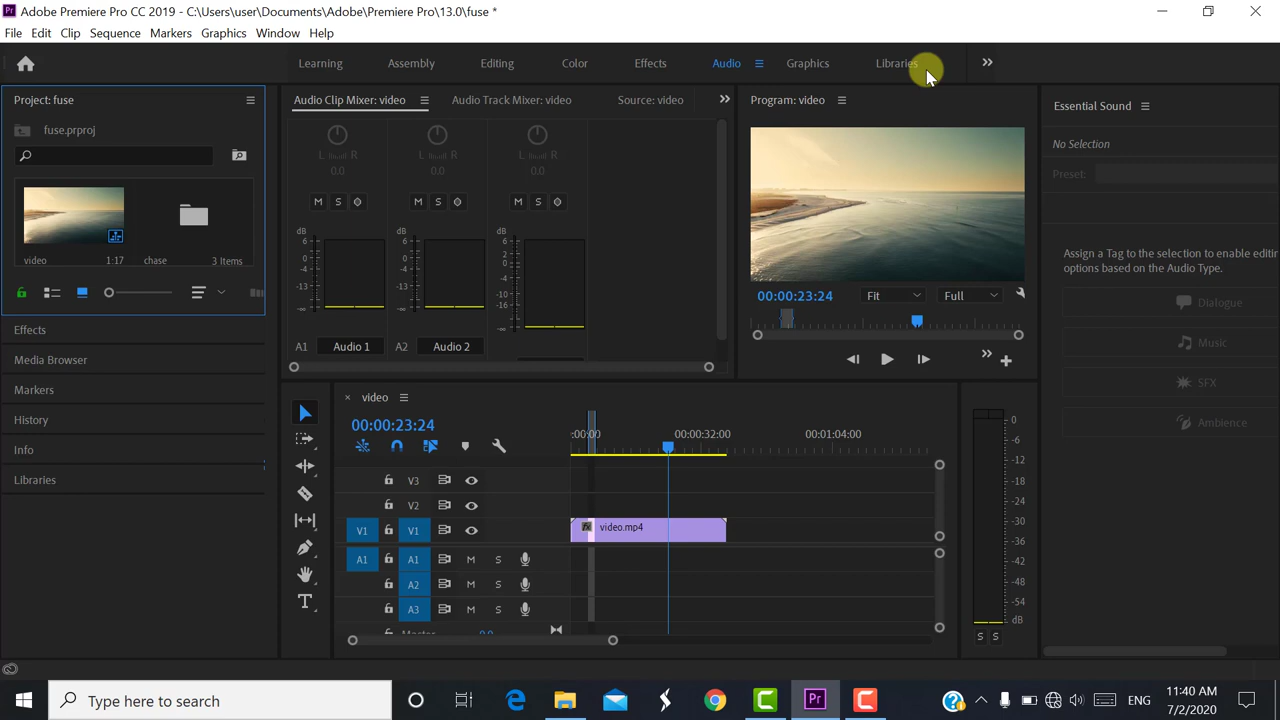 Adobe Premiere Pro CC 2019 - C:\Users\user\Documents\Adobe\Premiere Pro\13.0\fuse *
File Edit Clip Sequence Markers Graphics Window Help
Learning Assembly Editing Color Effects Audio Graphics Libraries
Project: fuse
fuse.prproj
video 1:17
chase 3 Items
Effects
Media Browser
Markers
History
Info
Libraries
Audio Clip Mixer: video Audio Track Mixer: video Source: video
L R L R L R
0.0 0.0 0.0
M S M S M S
dB dB dB
6 6 6
4
0 0 2
0
-4 -4
-4
-10
-13 -13 -16
-∞ -∞ -∞
A1 Audio 1 A2 Audio 2
Program: video
00:00:23:24 Fit Full
Essential Sound
No Selection
Preset:
Assign a Tag to the selection to enable editin
options based on the Audio Type.
Dialogue
Music
SFX
Ambience
video
00:00:23:24
:00:00 00:00:32:00 00:01:04:00
V3
V2
V1 V1 video.mp4
A1 A1 M S
A2 M S
A3 M S
Master 0.0
0
-6
-12
-18
-24
-30
-36
-42
-48
-54
dB
S S
Type here to search
ENG
11:40 AM
7/2/2020